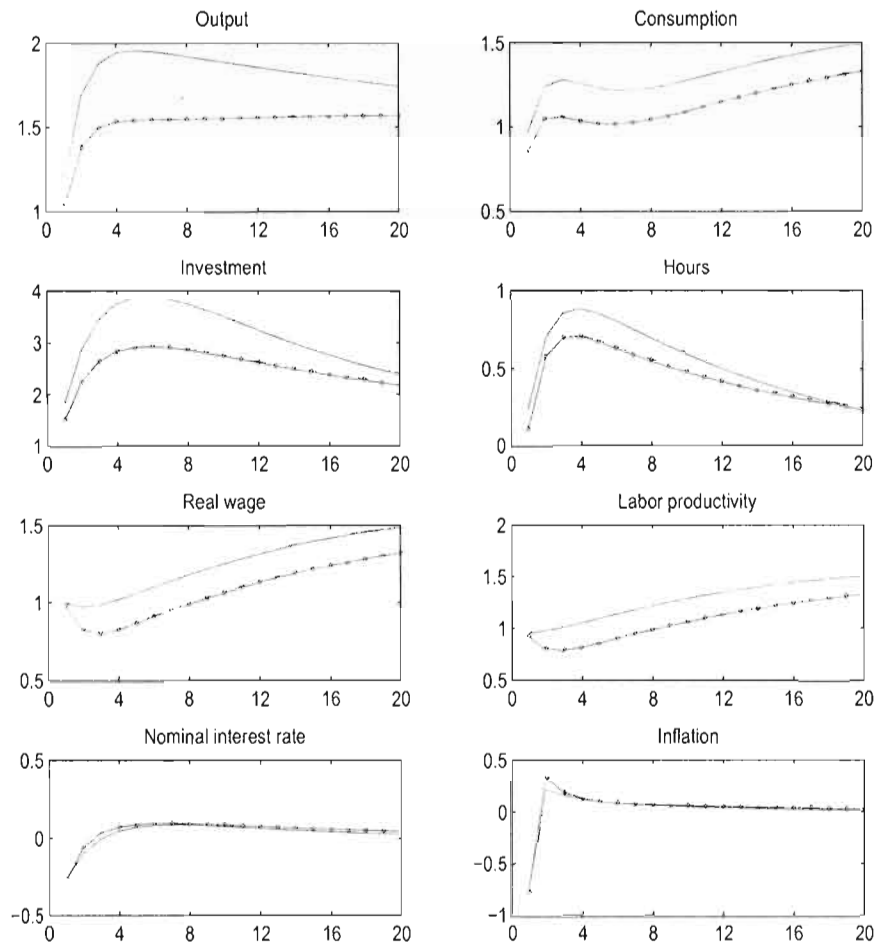 Output
2
1.5
1
0 4 8 12 16 20
Consumption
1.5
1
0.5
0 4 8 12 16 20
Investment
4
3
2
1
0 4 8 12 16 20
Hours
1
0.5
0
0 4 8 12 16 20
Real wage
1.5
1
0.5
0 4 8 12 16 20
Labor productivity
2
1.5
1
0.5
0 4 8 12 16 20
Nominal interest rate
0.5
0
−0.5
0 4 8 12 16 20
Inflation
0.5
0
−0.5
−1
0 4 8 12 16 20